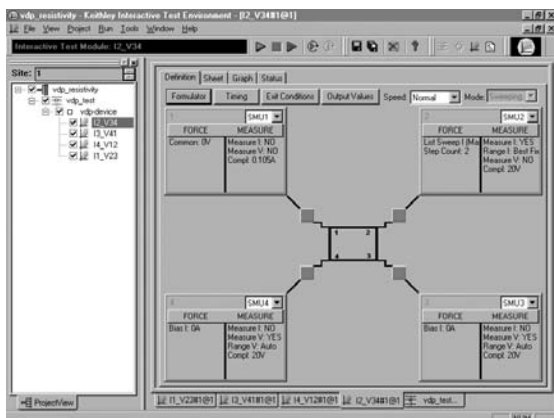 vdp_resistivity - Keithley Interactive Test Environment - [I2_V34#1@1]
File View Project Run Tools Window Help
Interactive Test Module: I2_V34
Site: 1
vdp_resistivity
vdp_test
vdp-device
I2_V34
I3_V41
I4_V12
I1_V23
ProjectView
Definition Sheet Graph Status
Formulator Timing Exit Conditions Output Values Speed: Normal Mode: Sweeping
1 SMU1
FORCE MEASURE
Common: 0V Measure I: NO
Measure V: NO
Compl: 0.105A
2 SMU2
FORCE MEASURE
List Sweep I (Ma Measure I: YES
Step Count: 2 Range I: Best Fix
Measure V: NO
Compl: 20V
1 2
4 3
4 SMU4
FORCE MEASURE
Bias I: 0A Measure I: NO
Measure V: YES
Range V: Auto
Compl: 20V
3 SMU3
FORCE MEASURE
Bias I: 0A Measure I: NO
Measure V: YES
Range V: Auto
Compl: 20V
I1_V23#1@1 I3_V41#1@1 I4_V12#1@1 I2_V34#1@1 vdp_test...
NUM